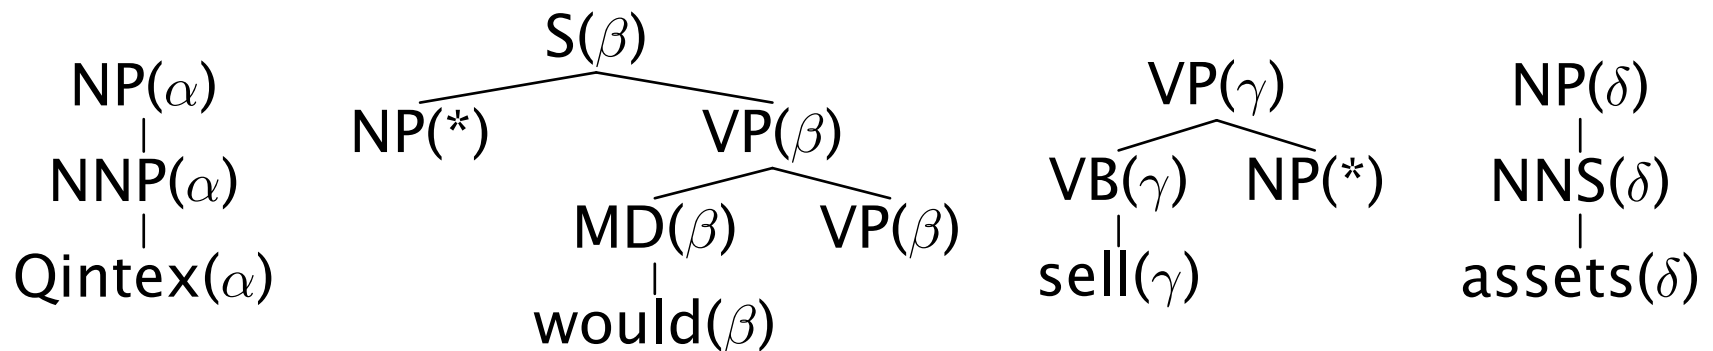 S(β)
NP(α) VP(γ) NP(δ)
NP(*) VP(β)
NNP(α) VB(γ) NP(*) NNS(δ)
MD(β) VP(β)
Qintex(α) sell(γ) assets(δ)
would(β)